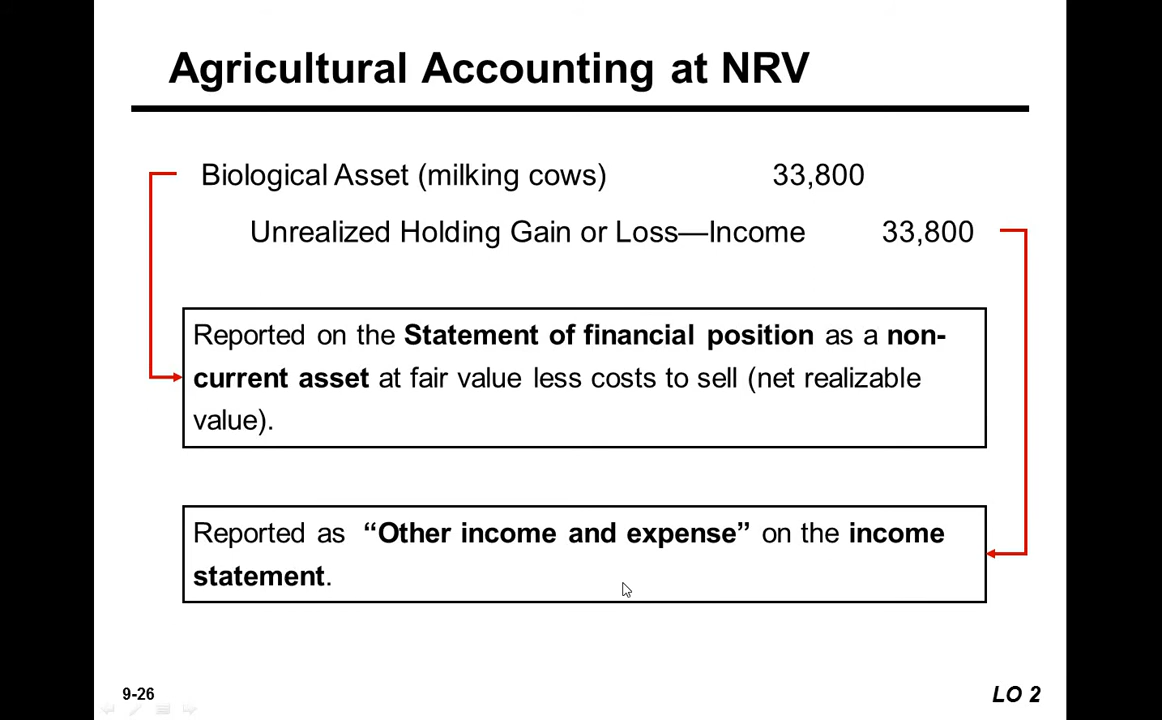 Agricultural Accounting at NRV
Biological Asset (milking cows) 33,800
Unrealized Holding Gain or Loss—Income 33,800
Reported on the Statement of financial position as a non-
current asset at fair value less costs to sell (net realizable
value).
Reported as “Other income and expense” on the income
statement.
9-26
LO 2